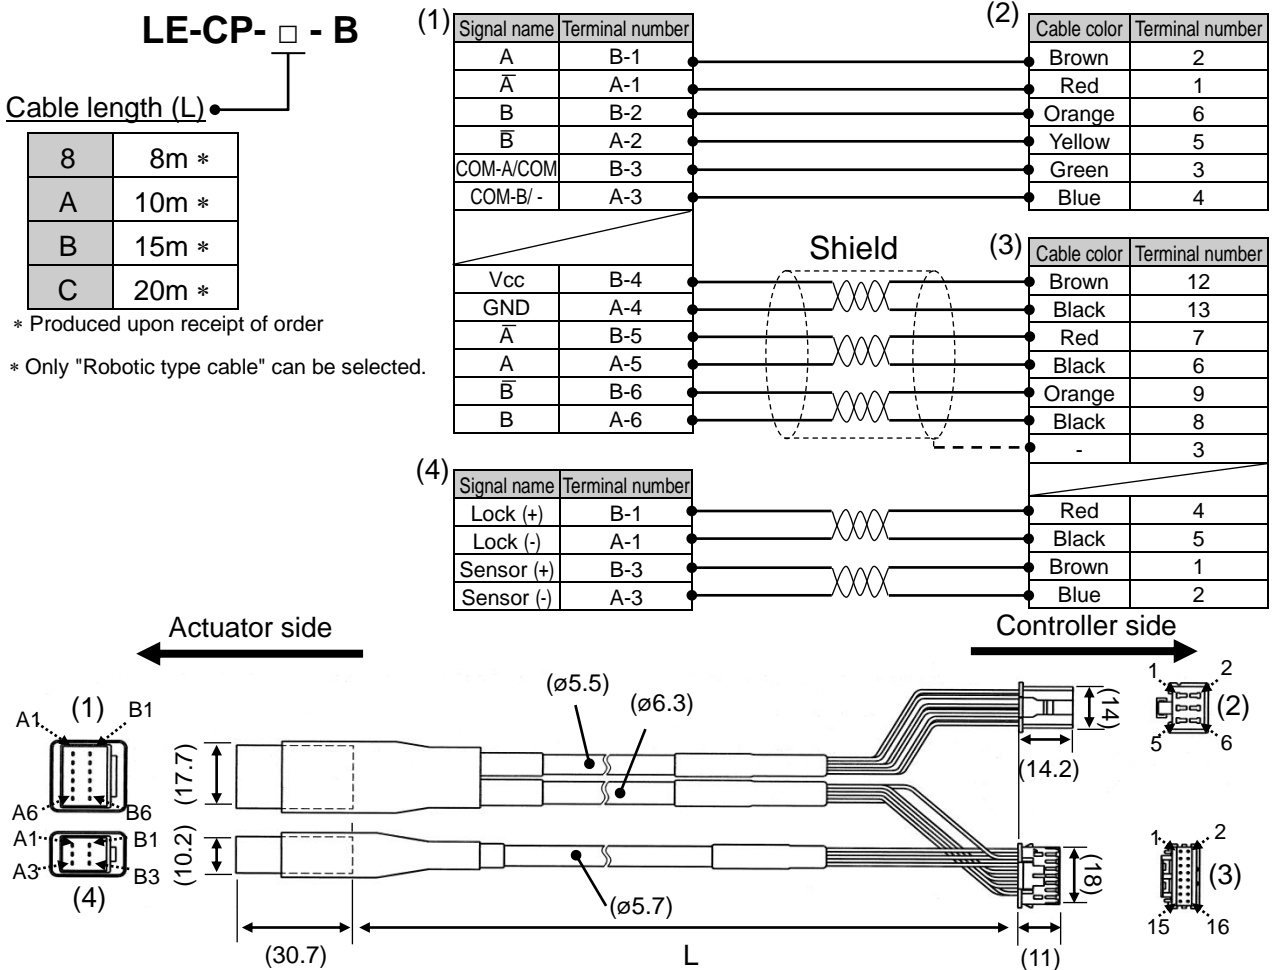 LE-CP- □ - B
Cable length (L)
8 8m *
A 10m *
B 15m *
C 20m *
* Produced upon receipt of order
* Only "Robotic type cable" can be selected.
(1)
Signal name Terminal number
A B-1
A̅ A-1
B B-2
B̅ A-2
COM-A/COM B-3
COM-B/ - A-3
Vcc B-4
GND A-4
A̅ B-5
A A-5
B̅ B-6
B A-6
(2)
Cable color Terminal number
Brown 2
Red 1
Orange 6
Yellow 5
Green 3
Blue 4
Shield
(3)
Cable color Terminal number
Brown 12
Black 13
Red 7
Black 6
Orange 9
Black 8
- 3
Red 4
Black 5
Brown 1
Blue 2
(4)
Signal name Terminal number
Lock (+) B-1
Lock (-) A-1
Sensor (+) B-3
Sensor (-) A-3
Actuator side
Controller side
(1)
A1 B1
A6 B6
A1 B1
A3 B3
(4)
(17.7)
(10.2)
(30.7)
(ø5.5)
(ø6.3)
(ø5.7)
L
(14)
(14.2)
(18)
(11)
1 2
(2)
5 6
1 2
(3)
15 16